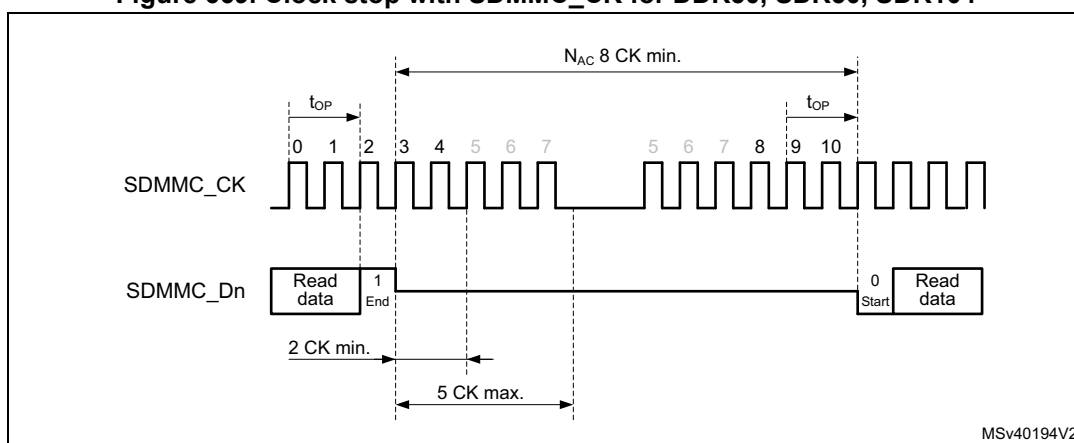 Figure 665. Clock stop with SDMMC_CK for DDR50, SDR50, SDR104
N_AC 8 CK min.
t_OP t_OP
0 1 2 3 4 5 6 7 5 6 7 8 9 10
SDMMC_CK
SDMMC_Dn
Read data
1 End
0 Start
Read data
2 CK min.
5 CK max.
MSv40194V2